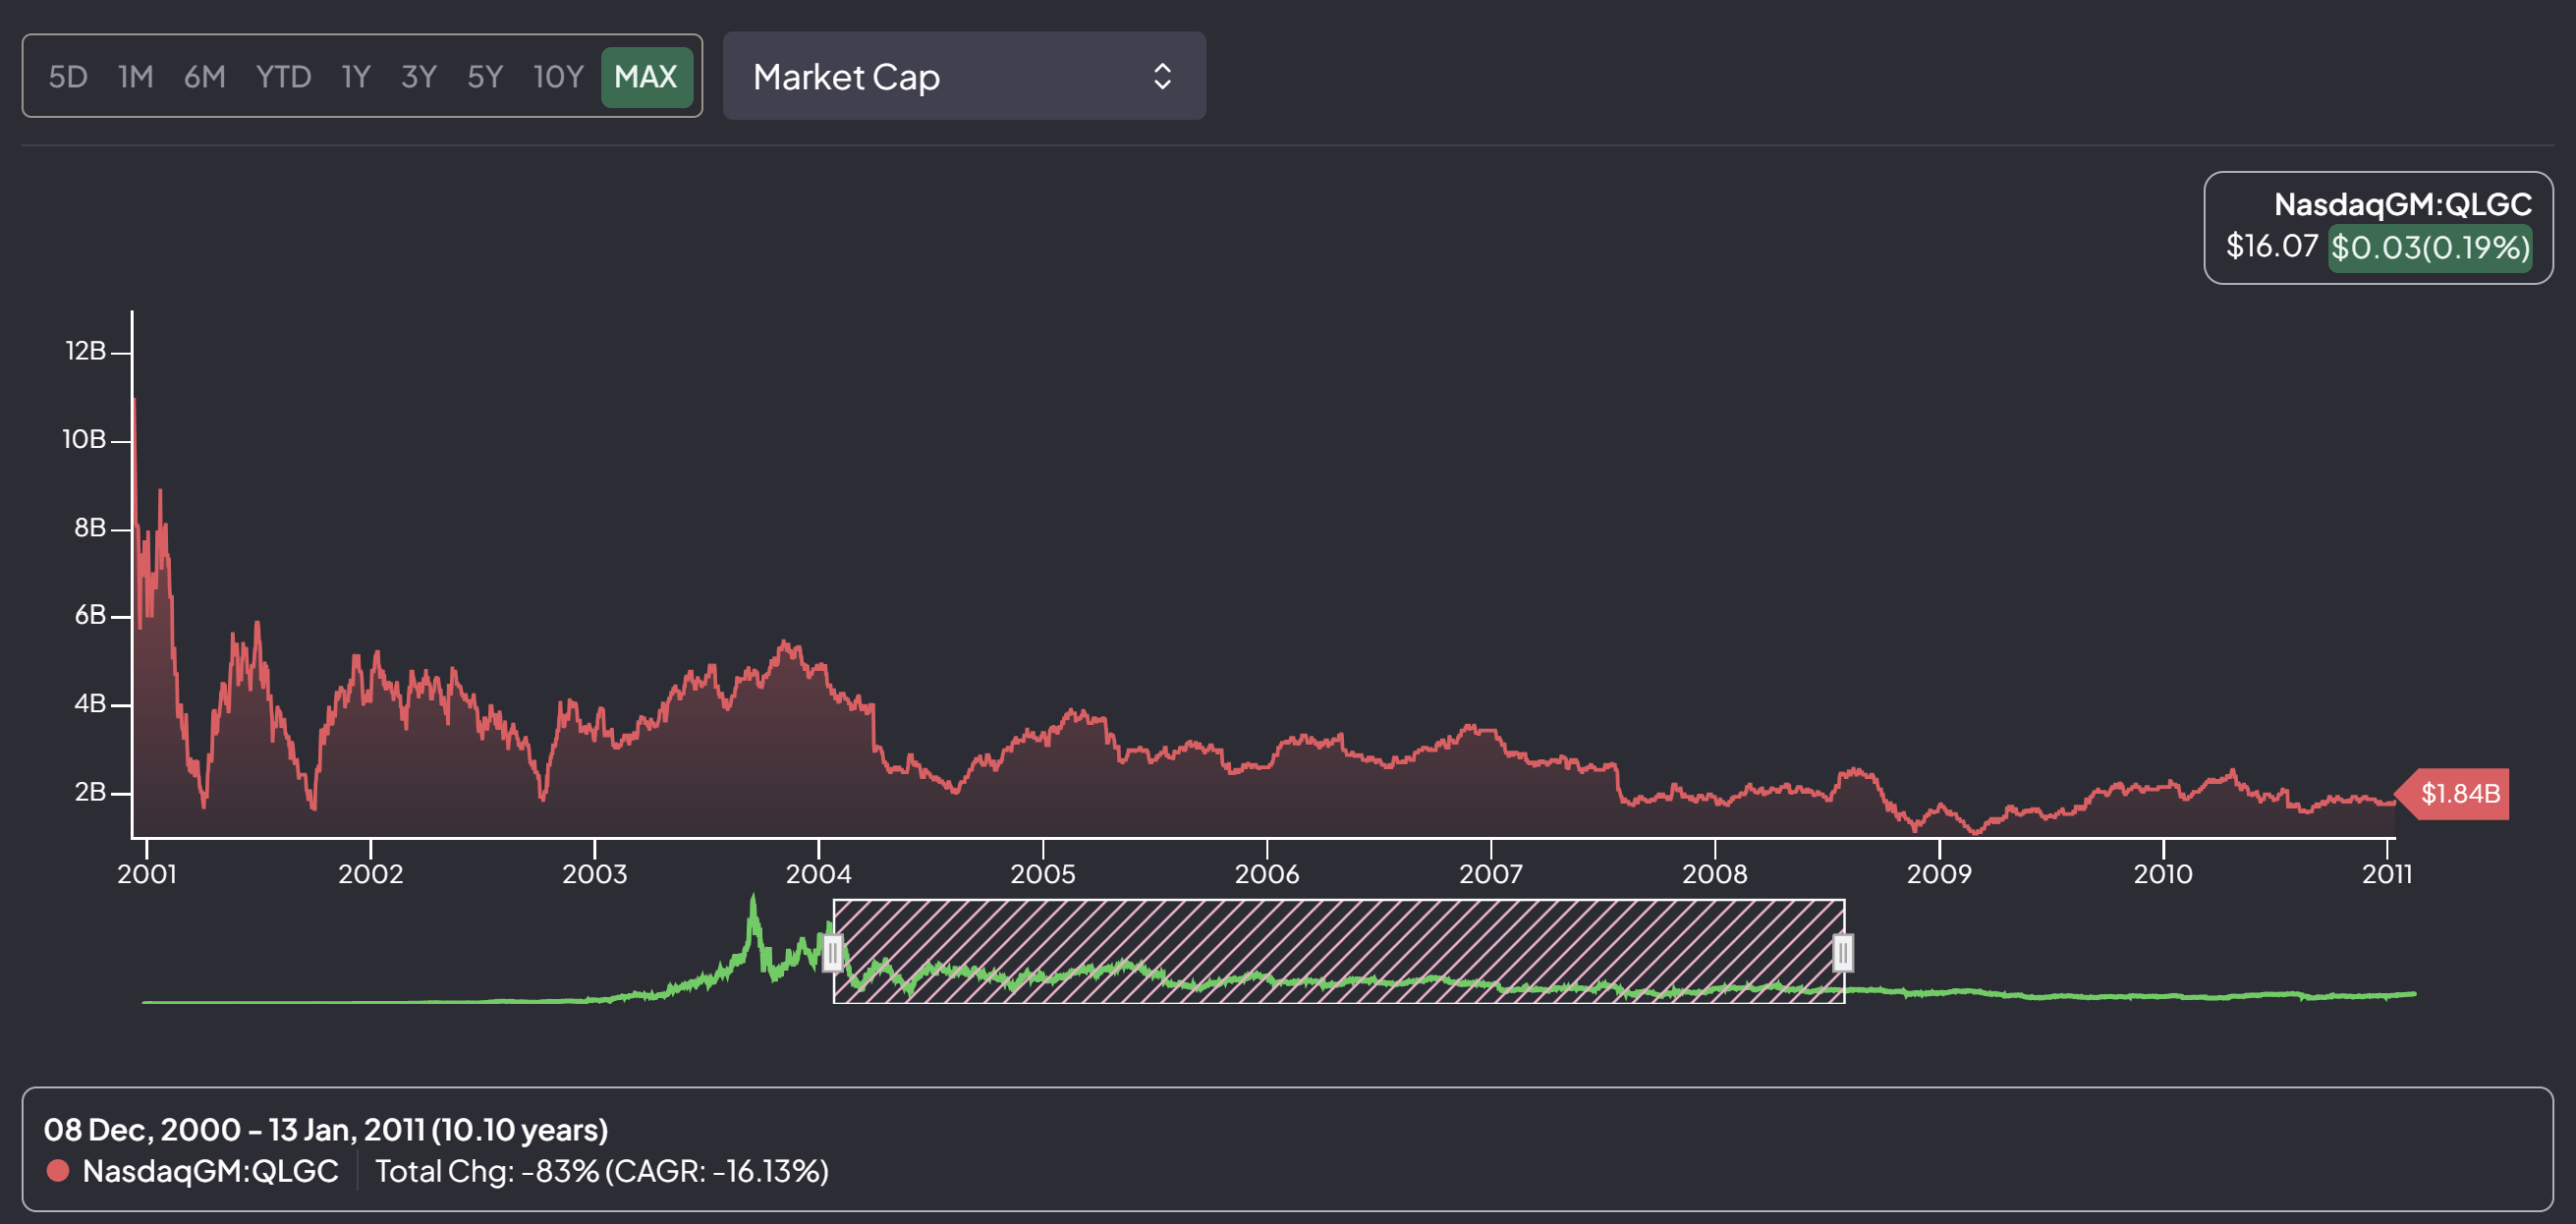 5D 1M 6M YTD 1Y 3Y 5Y 10Y MAX Market Cap
NasdaqGM:QLGC
$16.07 $0.03(0.19%)
12B
10B
8B
6B
4B
2B
$1.84B
2001 2002 2003 2004 2005 2006 2007 2008 2009 2010 2011
08 Dec, 2000 - 13 Jan, 2011 (10.10 years)
NasdaqGM:QLGC Total Chg: -83% (CAGR: -16.13%)